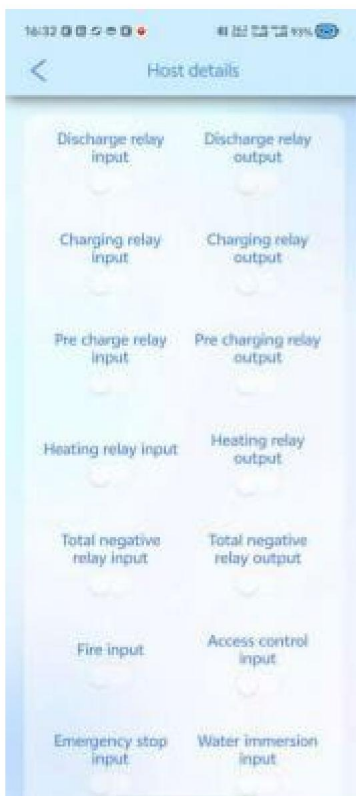 16:32
93%
Host details
Discharge relay
input
Discharge relay
output
Charging relay
input
Charging relay
output
Pre charge relay
input
Pre charging relay
output
Heating relay input
Heating relay
output
Total negative
relay input
Total negative
relay output
Fire input
Access control
input
Emergency stop
input
Water immersion
input